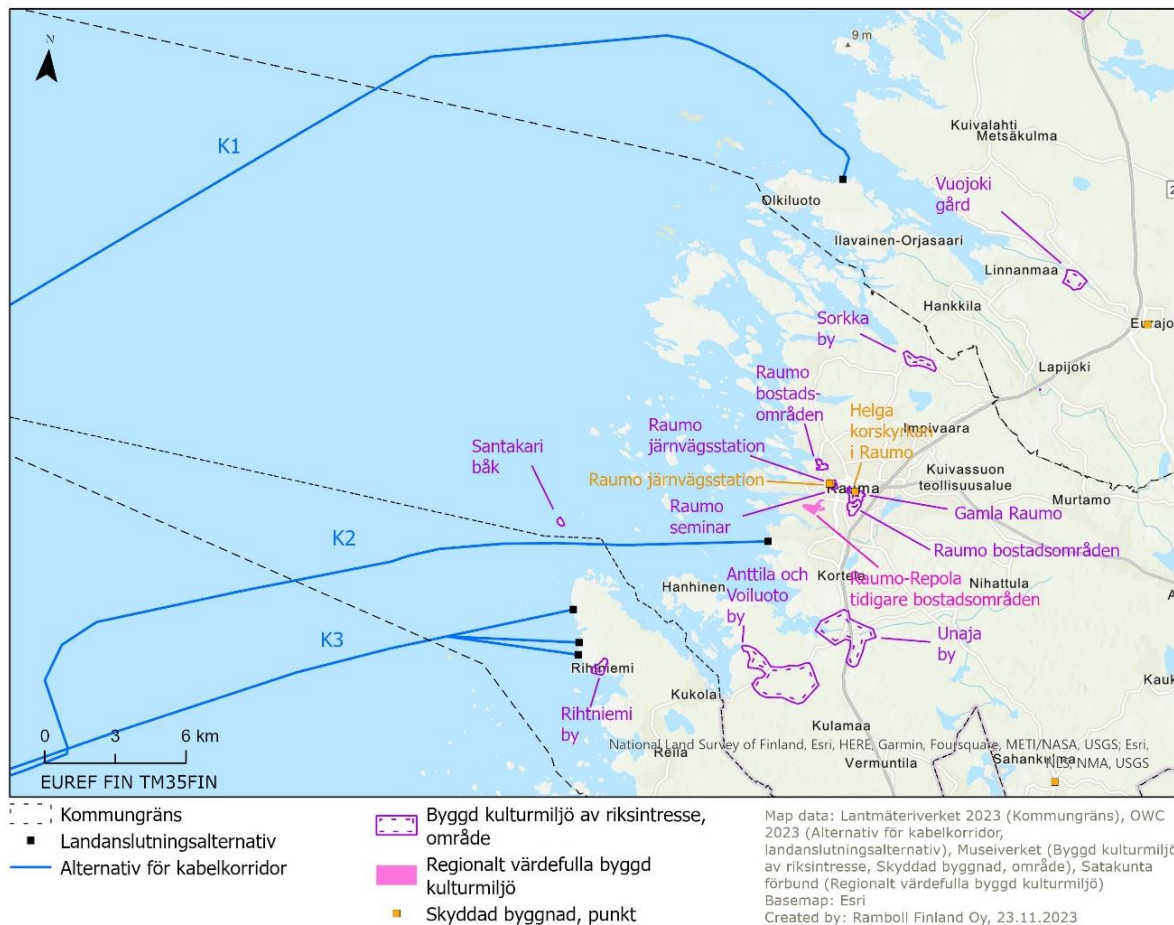 N
9 m
K1
Kuivalahti
Metsäkulma
Vuojoki
gård
2
Olkiluoto
Ilavainen-Orjasaari
Linnanmaa
Hankkila
Eurajo
Sorkka
by
Lapijoki
Raumo
bostads-
områden
Helga
korskyrkan
i Raumo
Impivaara
Raumo
järnvägsstation
Santakari
båk
Raumo järnvägsstation
Rauma
Kuivassuon
teollisuusalue
Murtamo
Raumo
seminar
Gamla Raumo
K2
Raumo bostadsområden
Anttila och
Voiluoto
by
Hanhinen
Kortela
Nihattula
Raumo-Repola
tidigare bostadsområden
K3
Unaja
by
Rihtniemi
Kukolai
Kulamaa
Rihtniemi
by
Reila
Vermuntila
Sahankulma
0 3 6 km
National Land Survey of Finland, Esri, HERE, Garmin, Foursquare, METI/NASA, USGS; Esri,
NLS, NMA, USGS
EUREF FIN TM35FIN
Kommungräns
Landanslutningsalternativ
Alternativ för kabelkorridor
Byggd kulturmiljö av riksintresse,
område
Regionalt värdefulla byggd
kulturmiljö
Skyddad byggnad, punkt
Map data: Lantmäteriverket 2023 (Kommungräns), OWC
2023 (Alternativ för kabelkorridor,
landanslutningsalternativ), Museiverket (Byggd kulturmiljö
av riksintresse, Skyddad byggnad, område), Satakunta
förbund (Regionalt värdefulla byggd kulturmiljö)
Basemap: Esri
Created by: Ramboll Finland Oy, 23.11.2023